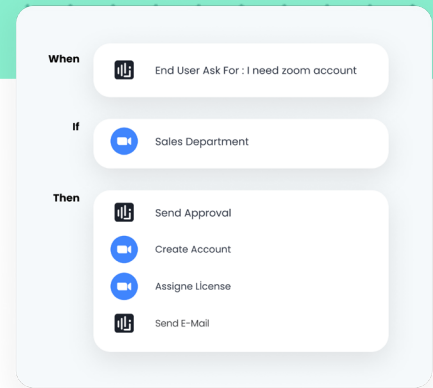 When
End User Ask For : I need zoom account
If
Sales Department
Then
Send Approval
Create Account
Assigne License
Send E-Mail